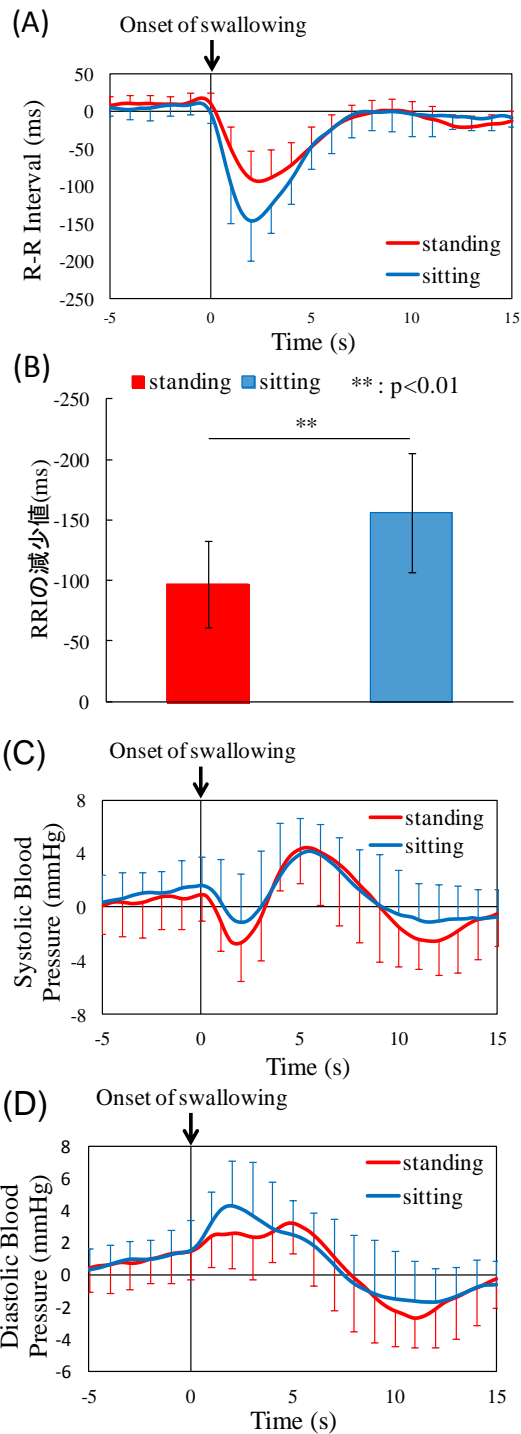 (A)
Onset of swallowing
50
0
-50
-100
-150
-200
-250
R-R Interval (ms)
standing
sitting
-5 0 5 10 15
Time (s)
(B)
standing sitting ** : p<0.01
-250
-200
-150
-100
-50
0
RRIの減少値(ms)
**
(C)
Onset of swallowing
8
4
0
-4
-8
Systolic Blood
Pressure (mmHg)
standing
sitting
-5 0 5 10 15
Time (s)
(D)
Onset of swallowing
8
6
4
2
0
-2
-4
-6
Diastolic Blood
Pressure (mmHg)
standing
sitting
-5 0 5 10 15
Time (s)